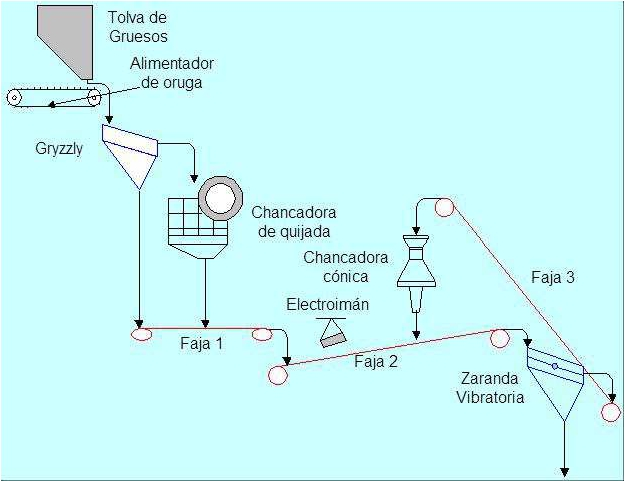 Tolva de
Gruesos
Alimentador
de oruga
Gryzzly
Chancadora
de quijada
Chancadora
cónica
Faja 3
Electroimán
Faja 1
Faja 2
Zaranda
Vibratoria